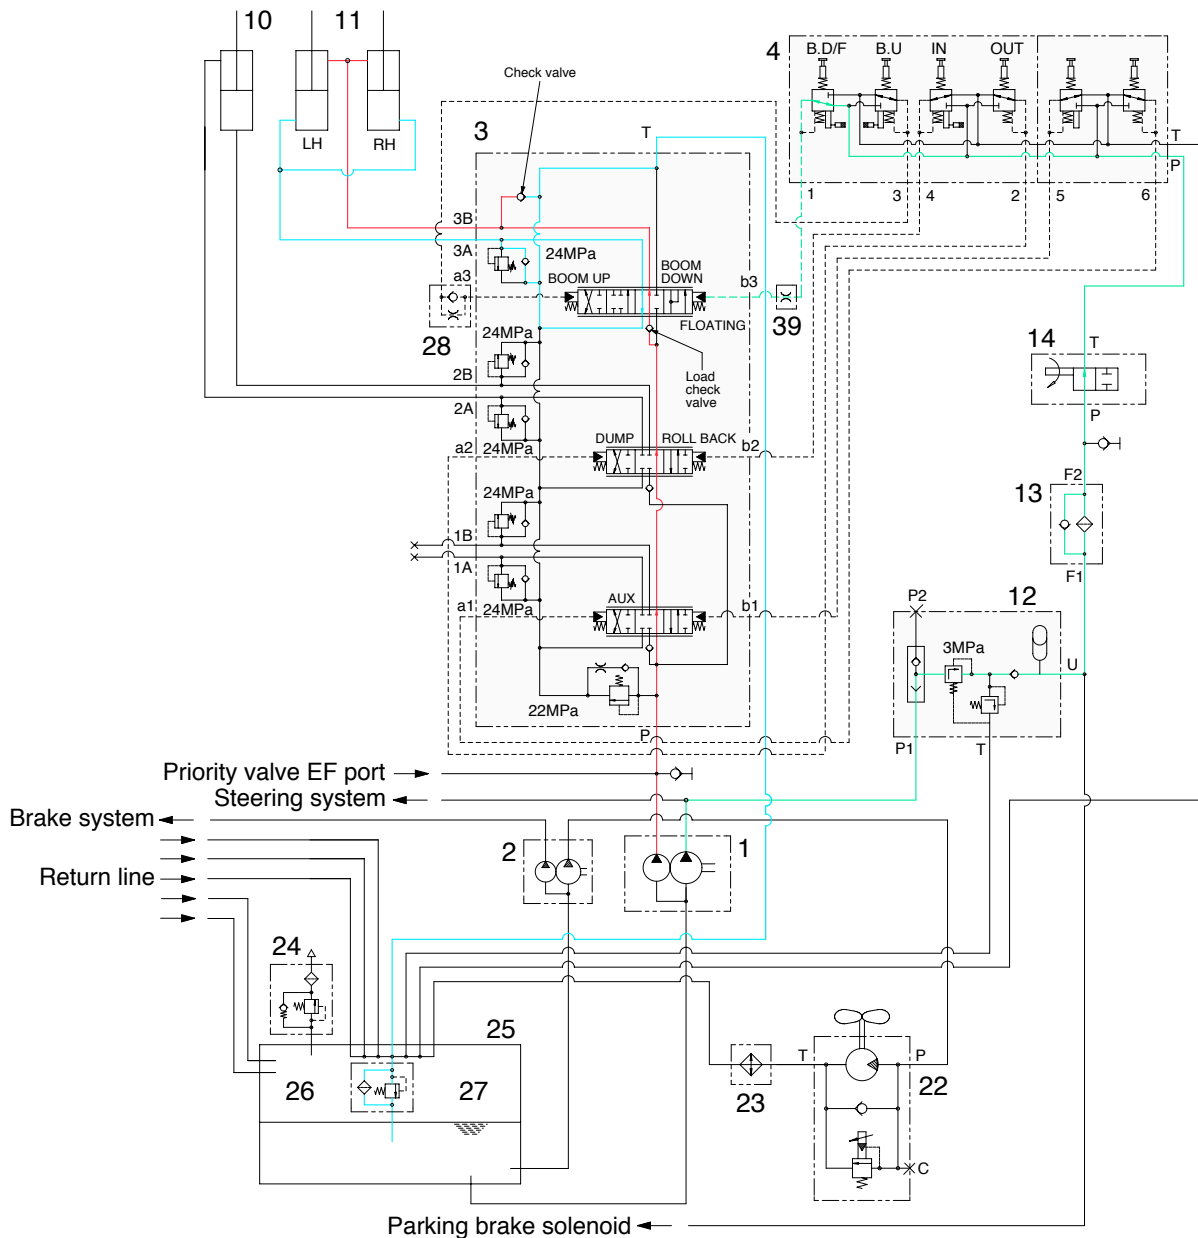 10
11
LH
RH
Check valve
3
T
4
B.D/F
B.U
IN
OUT
T
P
1
3
4
2
5
6
3B
3A
24MPa
a3
BOOM UP
BOOM
DOWN
b3
FLOATING
28
39
24MPa
Load
check
valve
2B
2A
24MPa
a2
DUMP
ROLL BACK
b2
24MPa
1B
1A
24MPa
a1
AUX
b1
22MPa
P
14
T
P
13
F2
F1
12
P2
3MPa
U
P1
T
Priority valve EF port
Steering system
Brake system
Return line
2
1
24
25
26
27
23
T
P
22
C
Parking brake solenoid